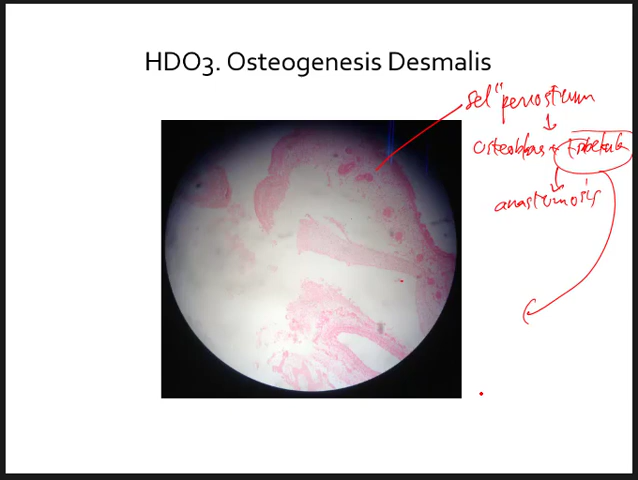 HDO3. Osteogenesis Desmalis
sel" periosteum
osteoblas + trabekula
anastomosis